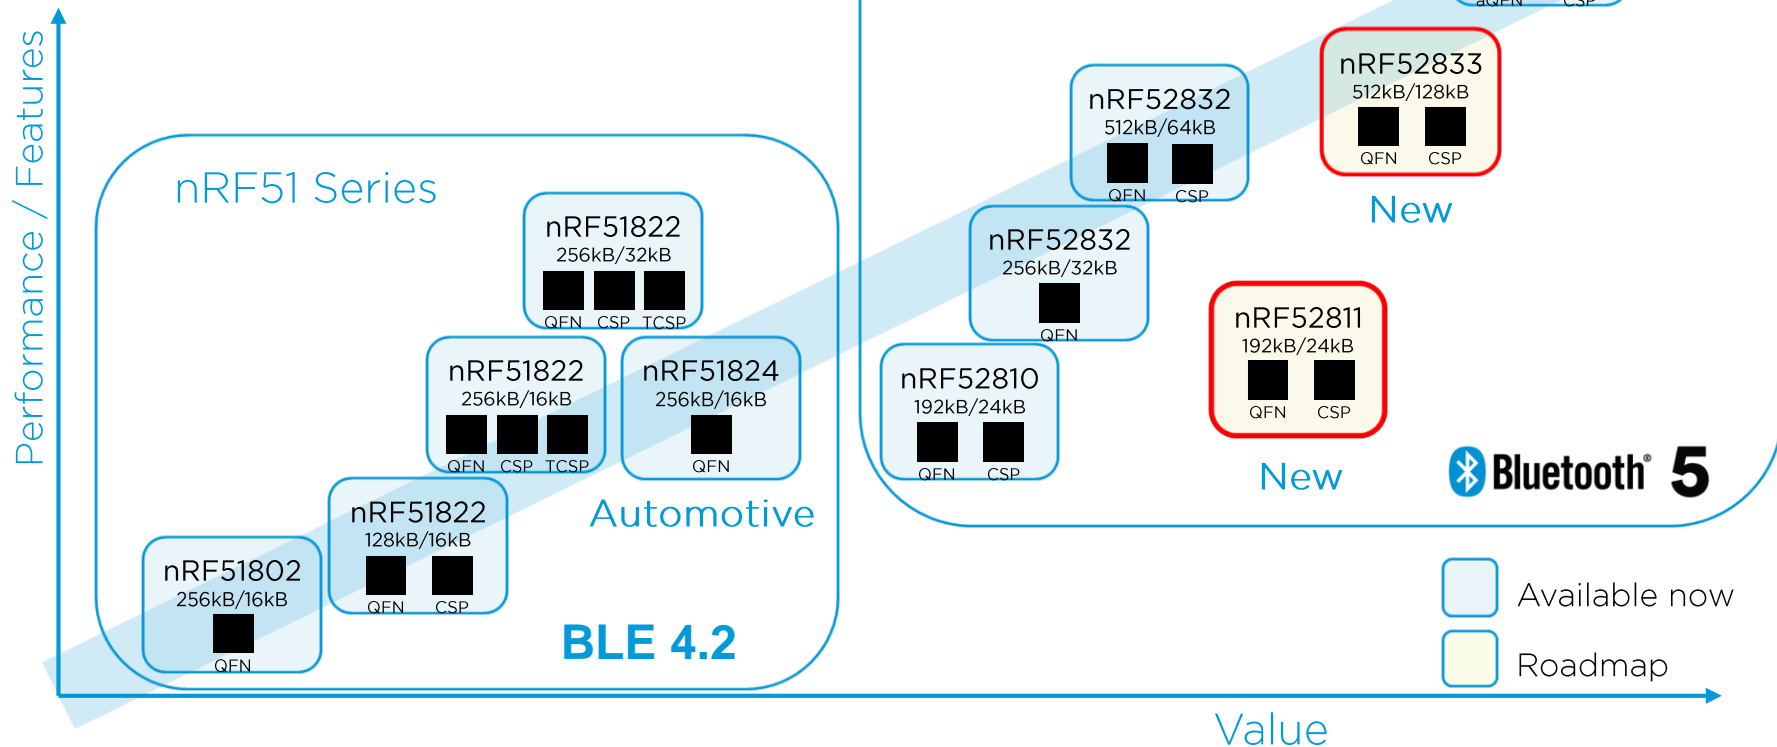 Performance / Features
nRF51 Series
nRF51822
256kB/32kB
QFN CSP TCSP
nRF51822
256kB/16kB
QFN CSP TCSP
nRF51824
256kB/16kB
QFN
Automotive
nRF51822
128kB/16kB
QFN CSP
nRF51802
256kB/16kB
QFN
BLE 4.2
aQFN CSP
nRF52833
512kB/128kB
QFN CSP
New
nRF52832
512kB/64kB
QFN CSP
nRF52832
256kB/32kB
QFN
nRF52811
192kB/24kB
QFN CSP
New
nRF52810
192kB/24kB
QFN CSP
Bluetooth® 5
Available now
Roadmap
Value